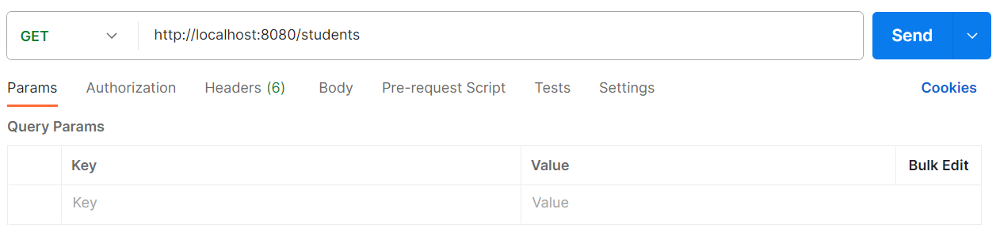 GET http://localhost:8080/students Send
Params Authorization Headers (6) Body Pre-request Script Tests Settings Cookies
Query Params
Key Value Bulk Edit
Key Value